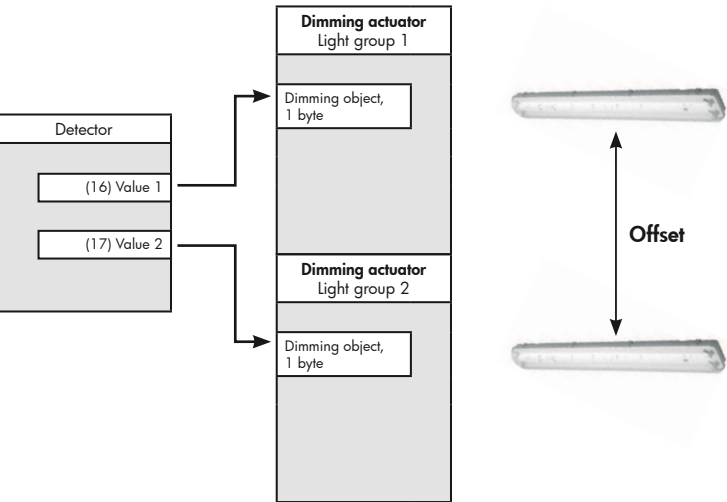 Dimming actuator
Light group 1
Dimming object,
1 byte
Detector
(16) Value 1
(17) Value 2
Offset
Dimming actuator
Light group 2
Dimming object,
1 byte